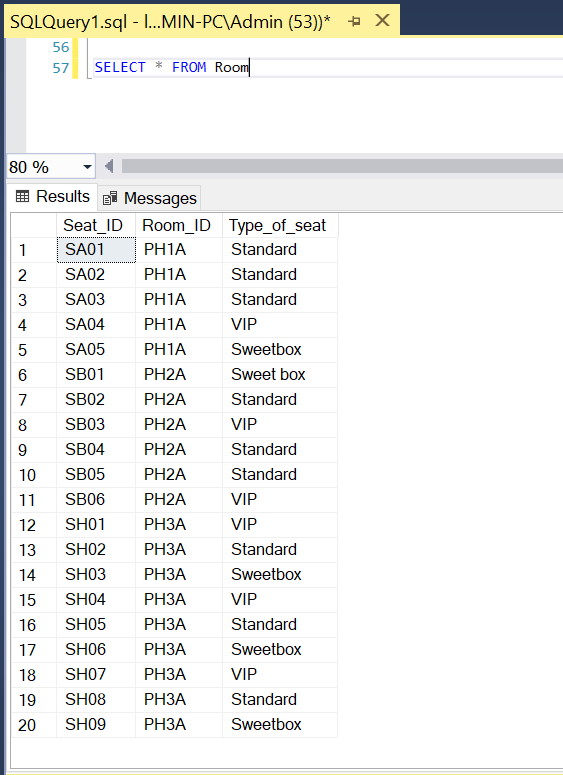 SQLQuery1.sql - l...MIN-PC\Admin (53))*
56
57 SELECT * FROM Room
80 %
Results Messages
Seat_ID Room_ID Type_of_seat
1 SA01 PH1A Standard
2 SA02 PH1A Standard
3 SA03 PH1A Standard
4 SA04 PH1A VIP
5 SA05 PH1A Sweetbox
6 SB01 PH2A Sweet box
7 SB02 PH2A Standard
8 SB03 PH2A VIP
9 SB04 PH2A Standard
10 SB05 PH2A Standard
11 SB06 PH2A VIP
12 SH01 PH3A VIP
13 SH02 PH3A Standard
14 SH03 PH3A Sweetbox
15 SH04 PH3A VIP
16 SH05 PH3A Standard
17 SH06 PH3A Sweetbox
18 SH07 PH3A VIP
19 SH08 PH3A Standard
20 SH09 PH3A Sweetbox